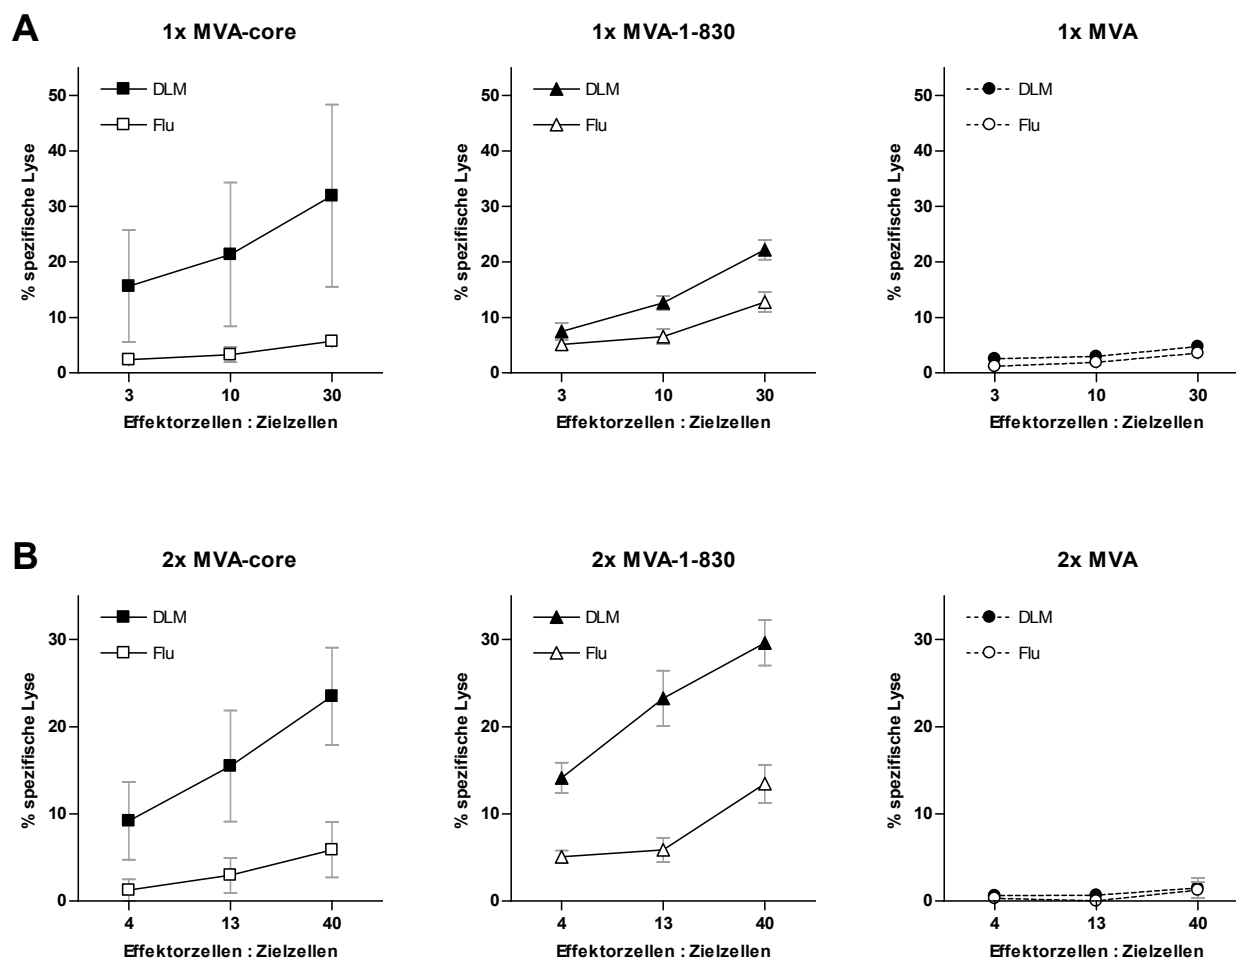 A
1x MVA-core
1x MVA-1-830
1x MVA
% spezifische Lyse
50
40
30
20
10
0
DLM
Flu
3
10
30
Effektorzellen : Zielzellen
% spezifische Lyse
50
40
30
20
10
0
DLM
Flu
3
10
30
Effektorzellen : Zielzellen
% spezifische Lyse
50
40
30
20
10
0
DLM
Flu
3
10
30
Effektorzellen : Zielzellen
B
2x MVA-core
2x MVA-1-830
2x MVA
% spezifische Lyse
30
20
10
0
DLM
Flu
4
13
40
Effektorzellen : Zielzellen
% spezifische Lyse
30
20
10
0
DLM
Flu
4
13
40
Effektorzellen : Zielzellen
% spezifische Lyse
30
20
10
0
DLM
Flu
4
13
40
Effektorzellen : Zielzellen